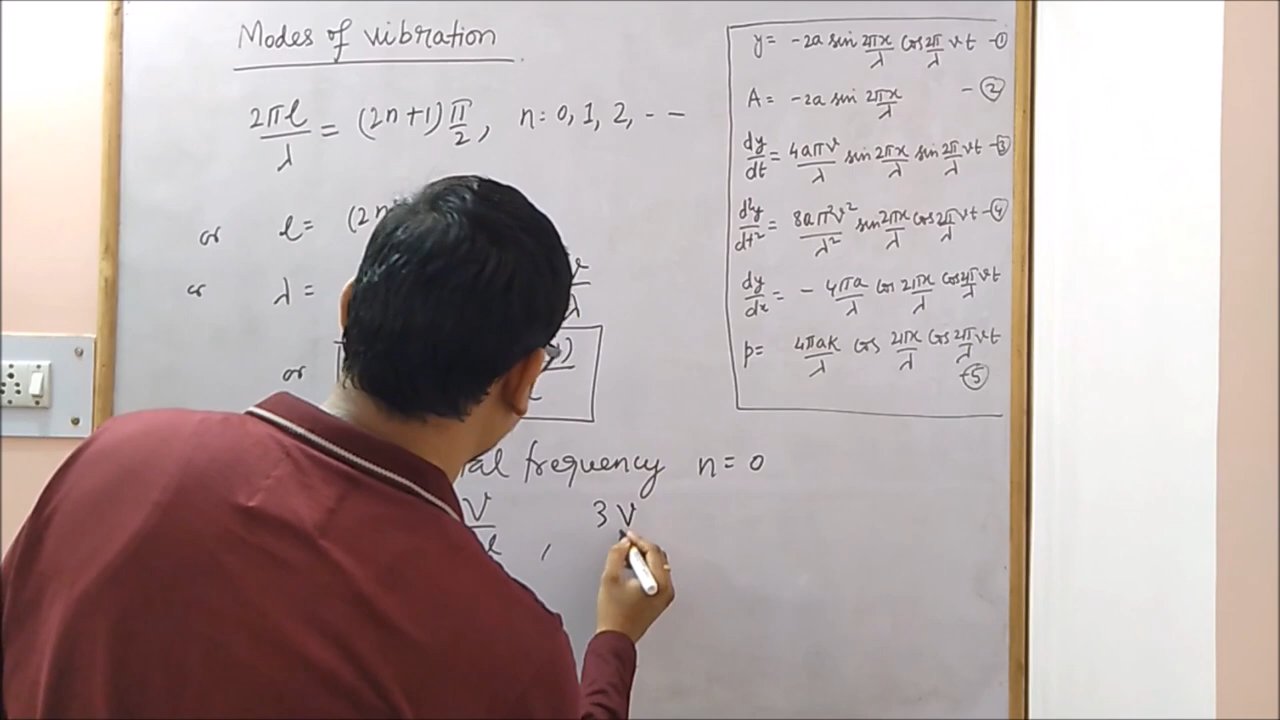 Modes of vibration
2πl/λ = (2n+1) π/2, n: 0, 1, 2, - -
or l = (2n
or λ =
or
frequency n = 0
, 3V
y = -2a sin 2πx/λ cos 2π/λ vt -①
A = -2a sin 2πx/λ -②
dy/dt = 4aπv/λ sin 2πx/λ sin 2π/λ vt -③
d²y/dt² = 8aπ²v²/λ² sin 2πx/λ cos 2π/λ vt -④
dy/dx = - 4πa/λ cos 2πx/λ cos 2π/λ vt
p = 4πaK/λ cos 2πx/λ cos 2π/λ vt
-⑤